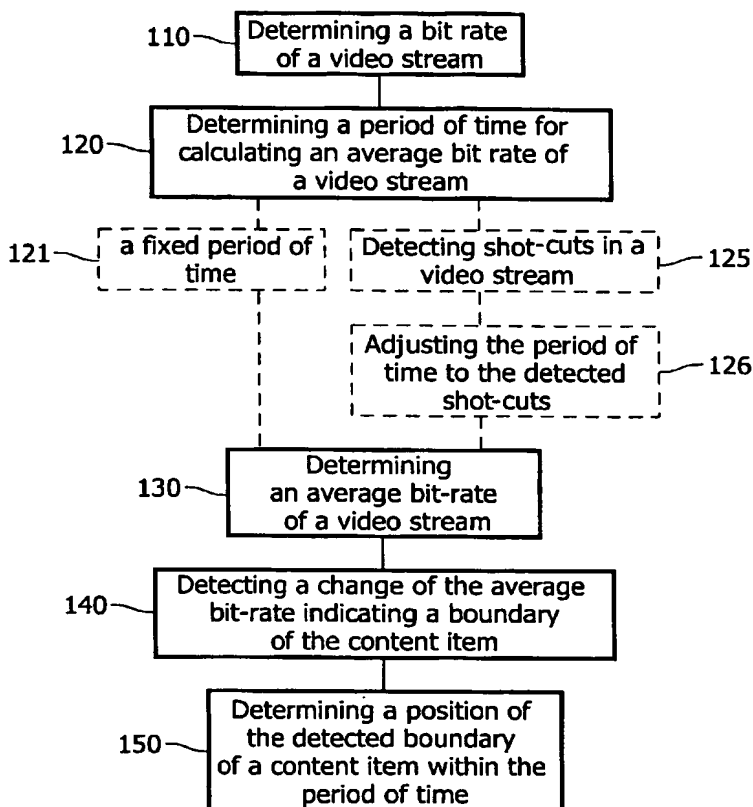 110
Determining a bit rate
of a video stream
120
Determining a period of time for
calculating an average bit rate of
a video stream
121
a fixed period of
time
Detecting shot-cuts in a
video stream
125
Adjusting the period of
time to the detected
shot-cuts
126
130
Determining
an average bit-rate
of a video stream
140
Detecting a change of the average
bit-rate indicating a boundary
of the content item
150
Determining a position of
the detected boundary
of a content item within the
period of time